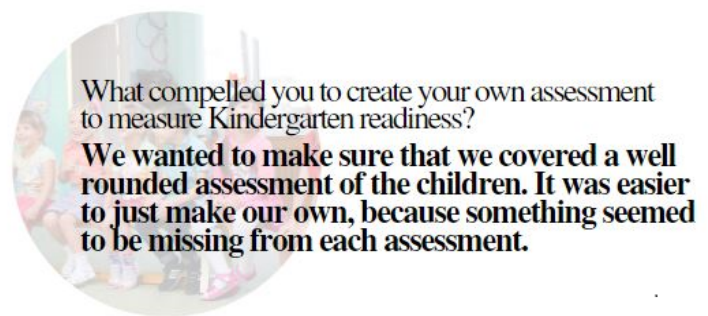 What compelled you to create your own assessment
to measure Kindergarten readiness?
We wanted to make sure that we covered a well
rounded assessment of the children. It was easier
to just make our own, because something seemed
to be missing from each assessment.
.